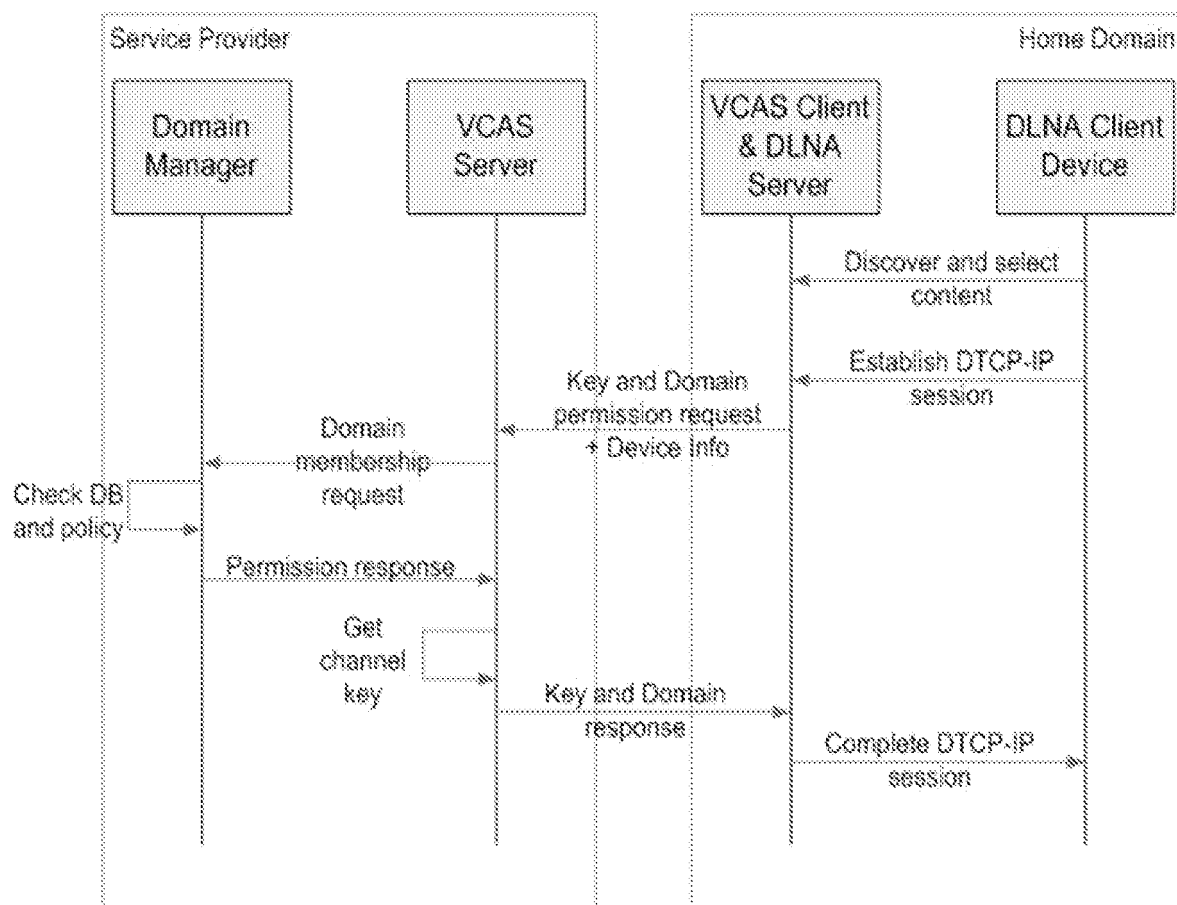 Service Provider
Home Domain
Domain
Manager
VCAS
Server
VCAS Client
& DLNA
Server
DLNA Client
Device
Discover and select
content
Establish DTCP-IP
session
Key and Domain
permission request
+ Device Info
Domain
membership
request
Check DB
and policy
Permission response
Get
channel
key
Key and Domain
response
Complete DTCP-IP
session